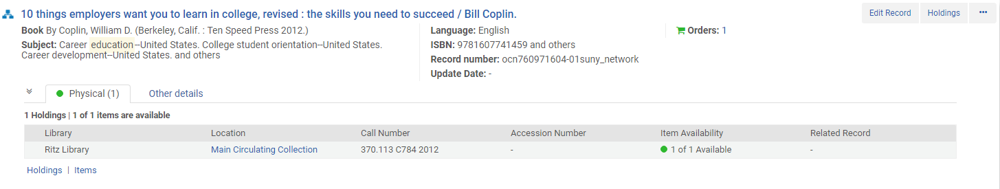 10 things employers want you to learn in college, revised : the skills you need to succeed / Bill Coplin.
Edit Record
Holdings
Book By Coplin, William D. (Berkeley, Calif. : Ten Speed Press 2012.)
Subject: Career education--United States. College student orientation--United States.
Career development--United States. and others
Language: English
ISBN: 9781607741459 and others
Record number: ocn760971604-01suny_network
Update Date: -
Orders: 1
Physical (1)
Other details
1 Holdings | 1 of 1 items are available
Library Location Call Number Accession Number Item Availability Related Record
Ritz Library Main Circulating Collection 370.113 C784 2012 - 1 of 1 Available -
Holdings | Items